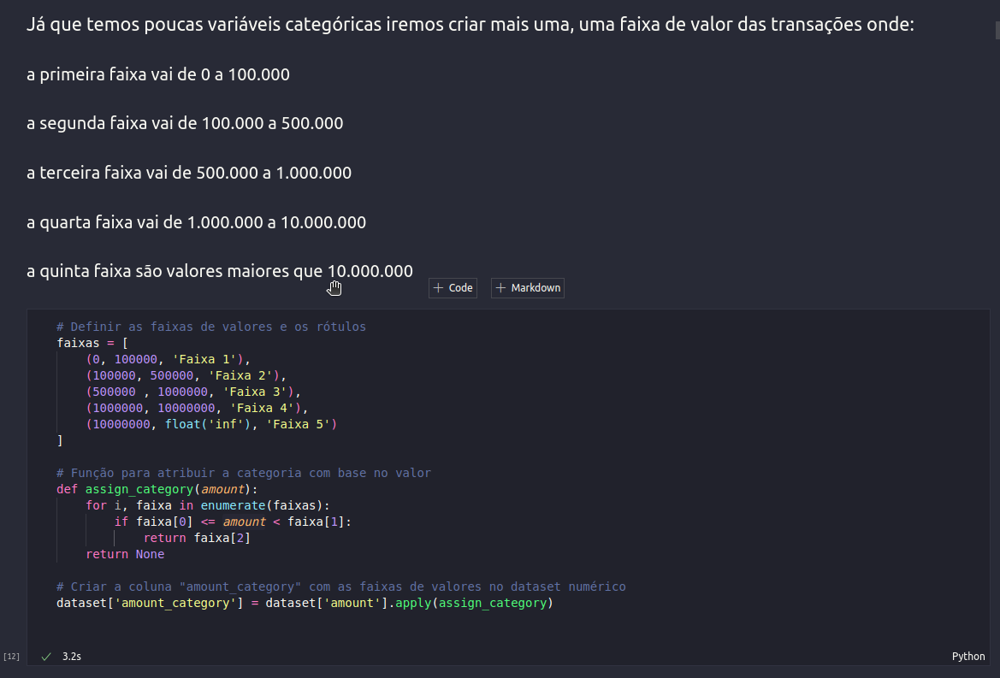 Já que temos poucas variáveis categóricas iremos criar mais uma, uma faixa de valor das transações onde:
a primeira faixa vai de 0 a 100.000
a segunda faixa vai de 100.000 a 500.000
a terceira faixa vai de 500.000 a 1.000.000
a quarta faixa vai de 1.000.000 a 10.000.000
a quinta faixa são valores maiores que 10.000.000
+ Code + Markdown
# Definir as faixas de valores e os rótulos
faixas = [
    (0, 100000, 'Faixa 1'),
    (100000, 500000, 'Faixa 2'),
    (500000 , 1000000, 'Faixa 3'),
    (1000000, 10000000, 'Faixa 4'),
    (10000000, float('inf'), 'Faixa 5')
]
# Função para atribuir a categoria com base no valor
def assign_category(amount):
    for i, faixa in enumerate(faixas):
        if faixa[0] <= amount < faixa[1]:
            return faixa[2]
    return None
# Criar a coluna "amount_category" com as faixas de valores no dataset numérico
dataset['amount_category'] = dataset['amount'].apply(assign_category)
[12] ✓ 3.2s Python